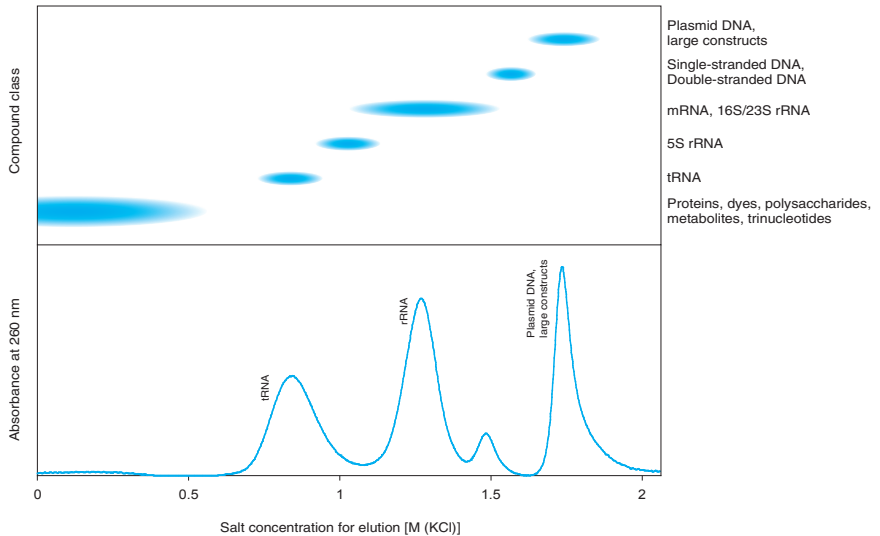 Compound class
Plasmid DNA,
large constructs
Single-stranded DNA,
Double-stranded DNA
mRNA, 16S/23S rRNA
5S rRNA
tRNA
Proteins, dyes, polysaccharides,
metabolites, trinucleotides
Absorbance at 260 nm
tRNA
rRNA
Plasmid DNA,
large constructs
0
0.5
1
1.5
2
Salt concentration for elution [M (KCl)]